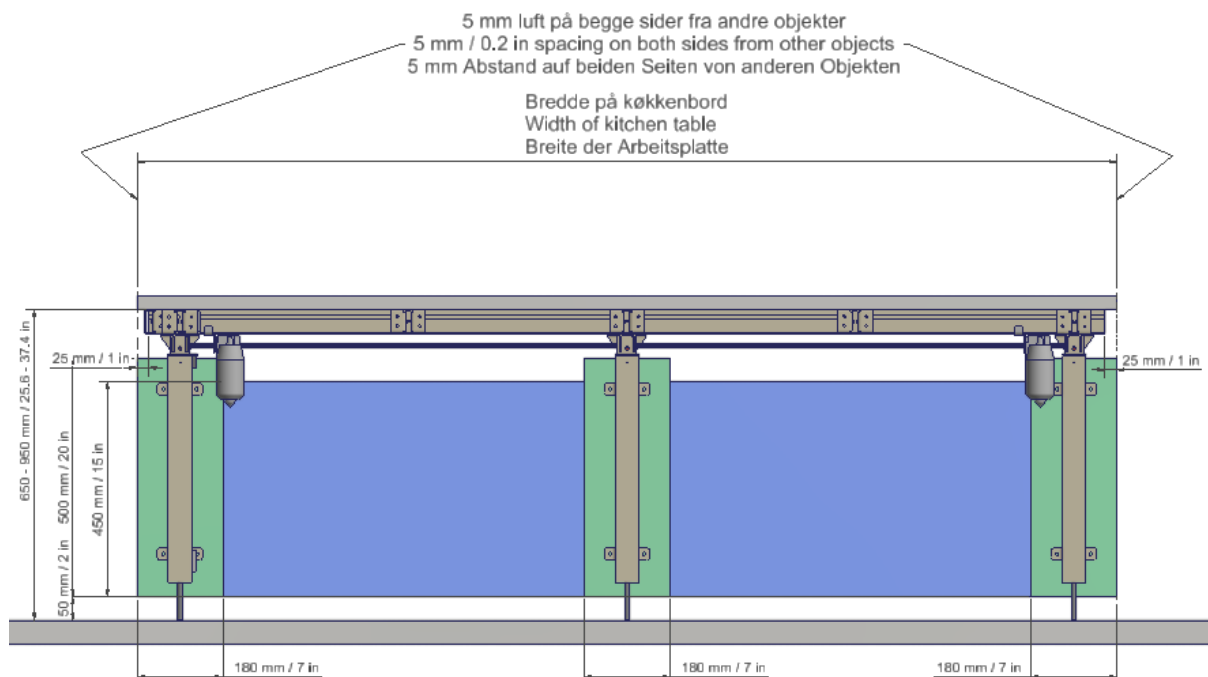 5 mm luft på begge sider fra andre objekter
5 mm / 0.2 in spacing on both sides from other objects
5 mm Abstand auf beiden Seiten von anderen Objekten
Bredde på køkkenbord
Width of kitchen table
Breite der Arbeitsplatte
650 - 950 mm / 25.6 - 37.4 in
25 mm / 1 in
25 mm / 1 in
500 mm / 20 in
450 mm / 15 in
50 mm / 2 in
180 mm / 7 in
180 mm / 7 in
180 mm / 7 in